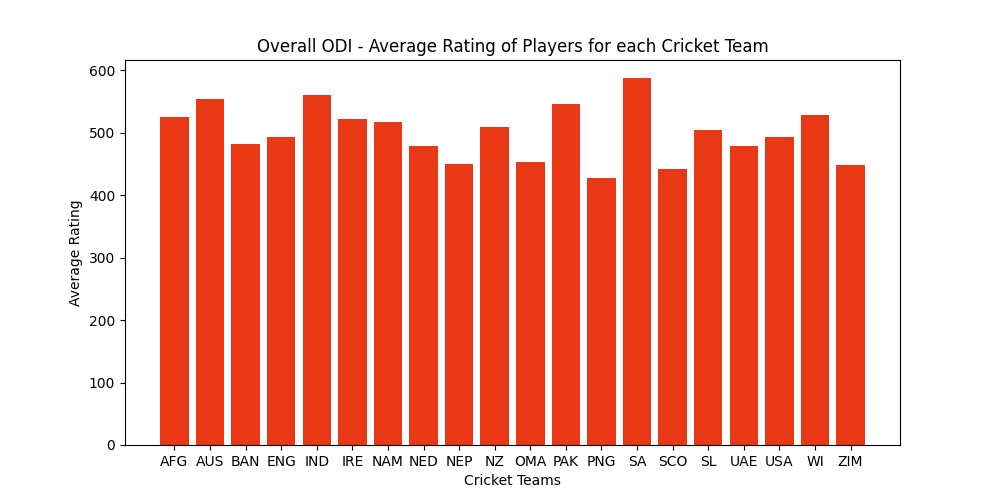 Overall ODI - Average Rating of Players for each Cricket Team
600
500
400
300
200
100
0
Average Rating
AFG AUS BAN ENG IND IRE NAM NED NEP NZ OMA PAK PNG SA SCO SL UAE USA WI ZIM
Cricket Teams